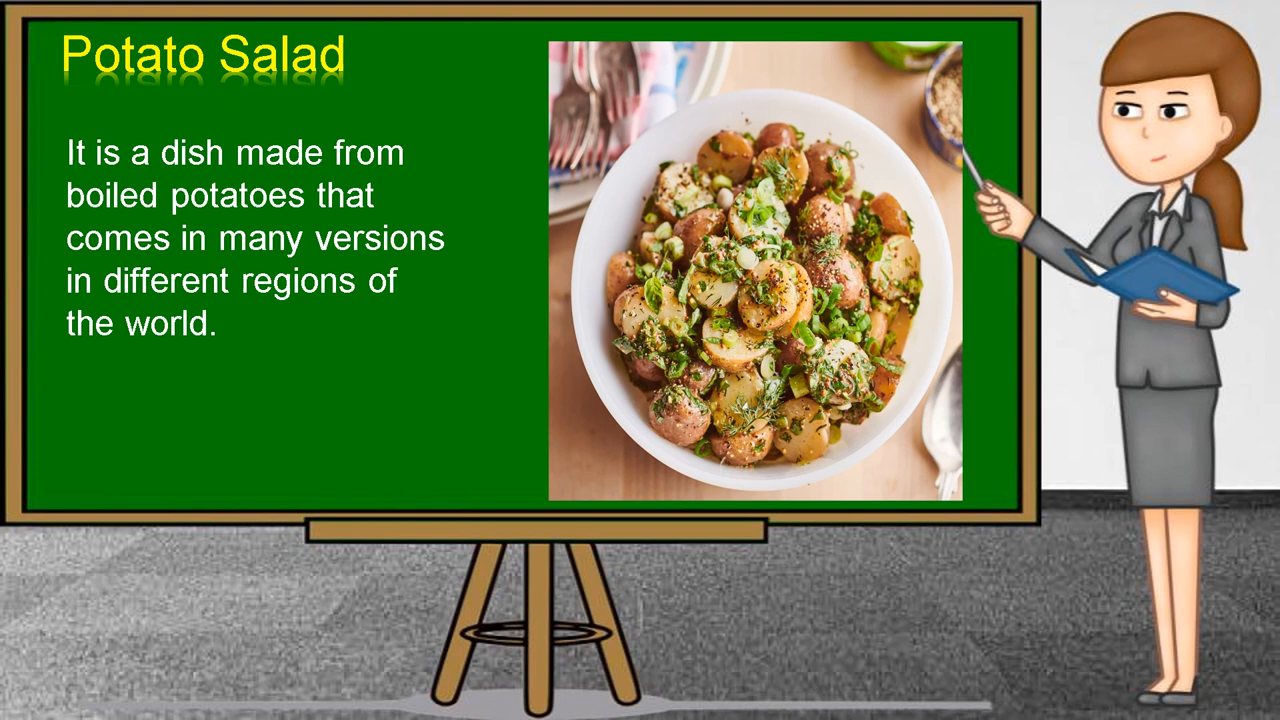 Potato Salad
It is a dish made from
boiled potatoes that
comes in many versions
in different regions of
the world.